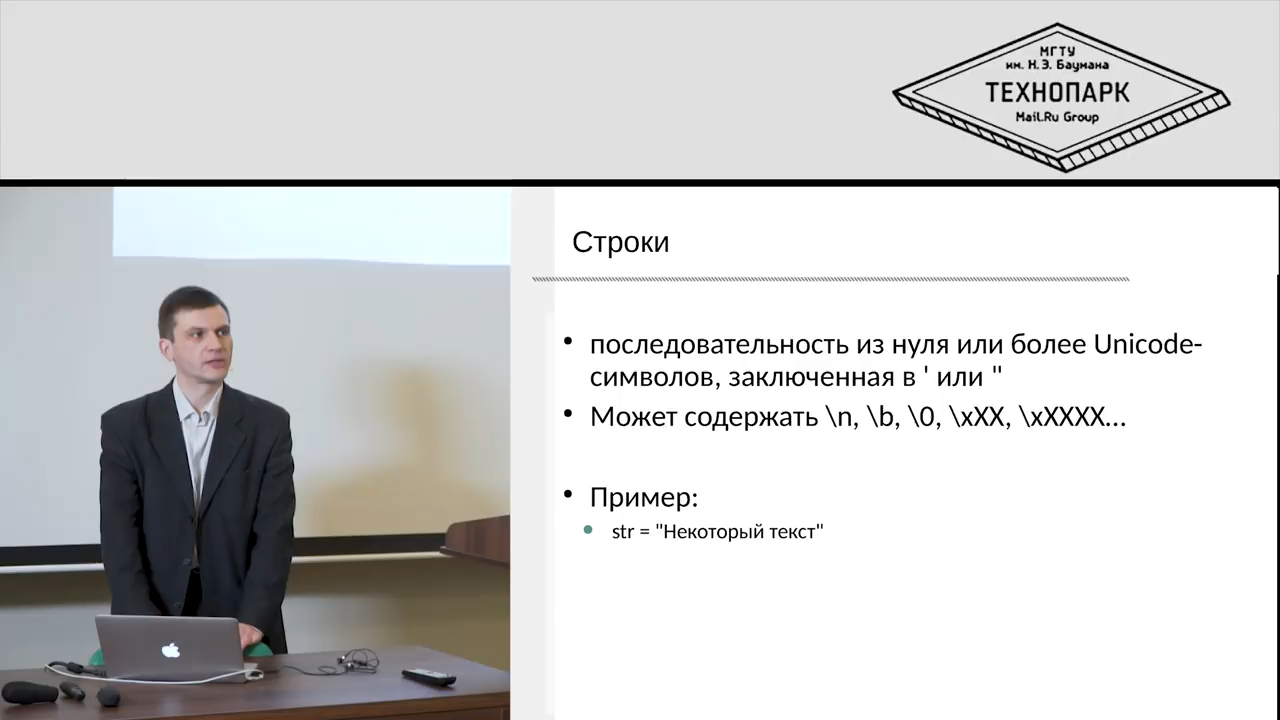 МГТУ
им. Н.Э. Баумана
ТЕХНОПАРК
Mail.Ru Group
Строки
• последовательность из нуля или более Unicode-
символов, заключенная в ' или "
• Может содержать \n, \b, \0, \xXX, \xXXXX...
• Пример:
• str = "Некоторый текст"